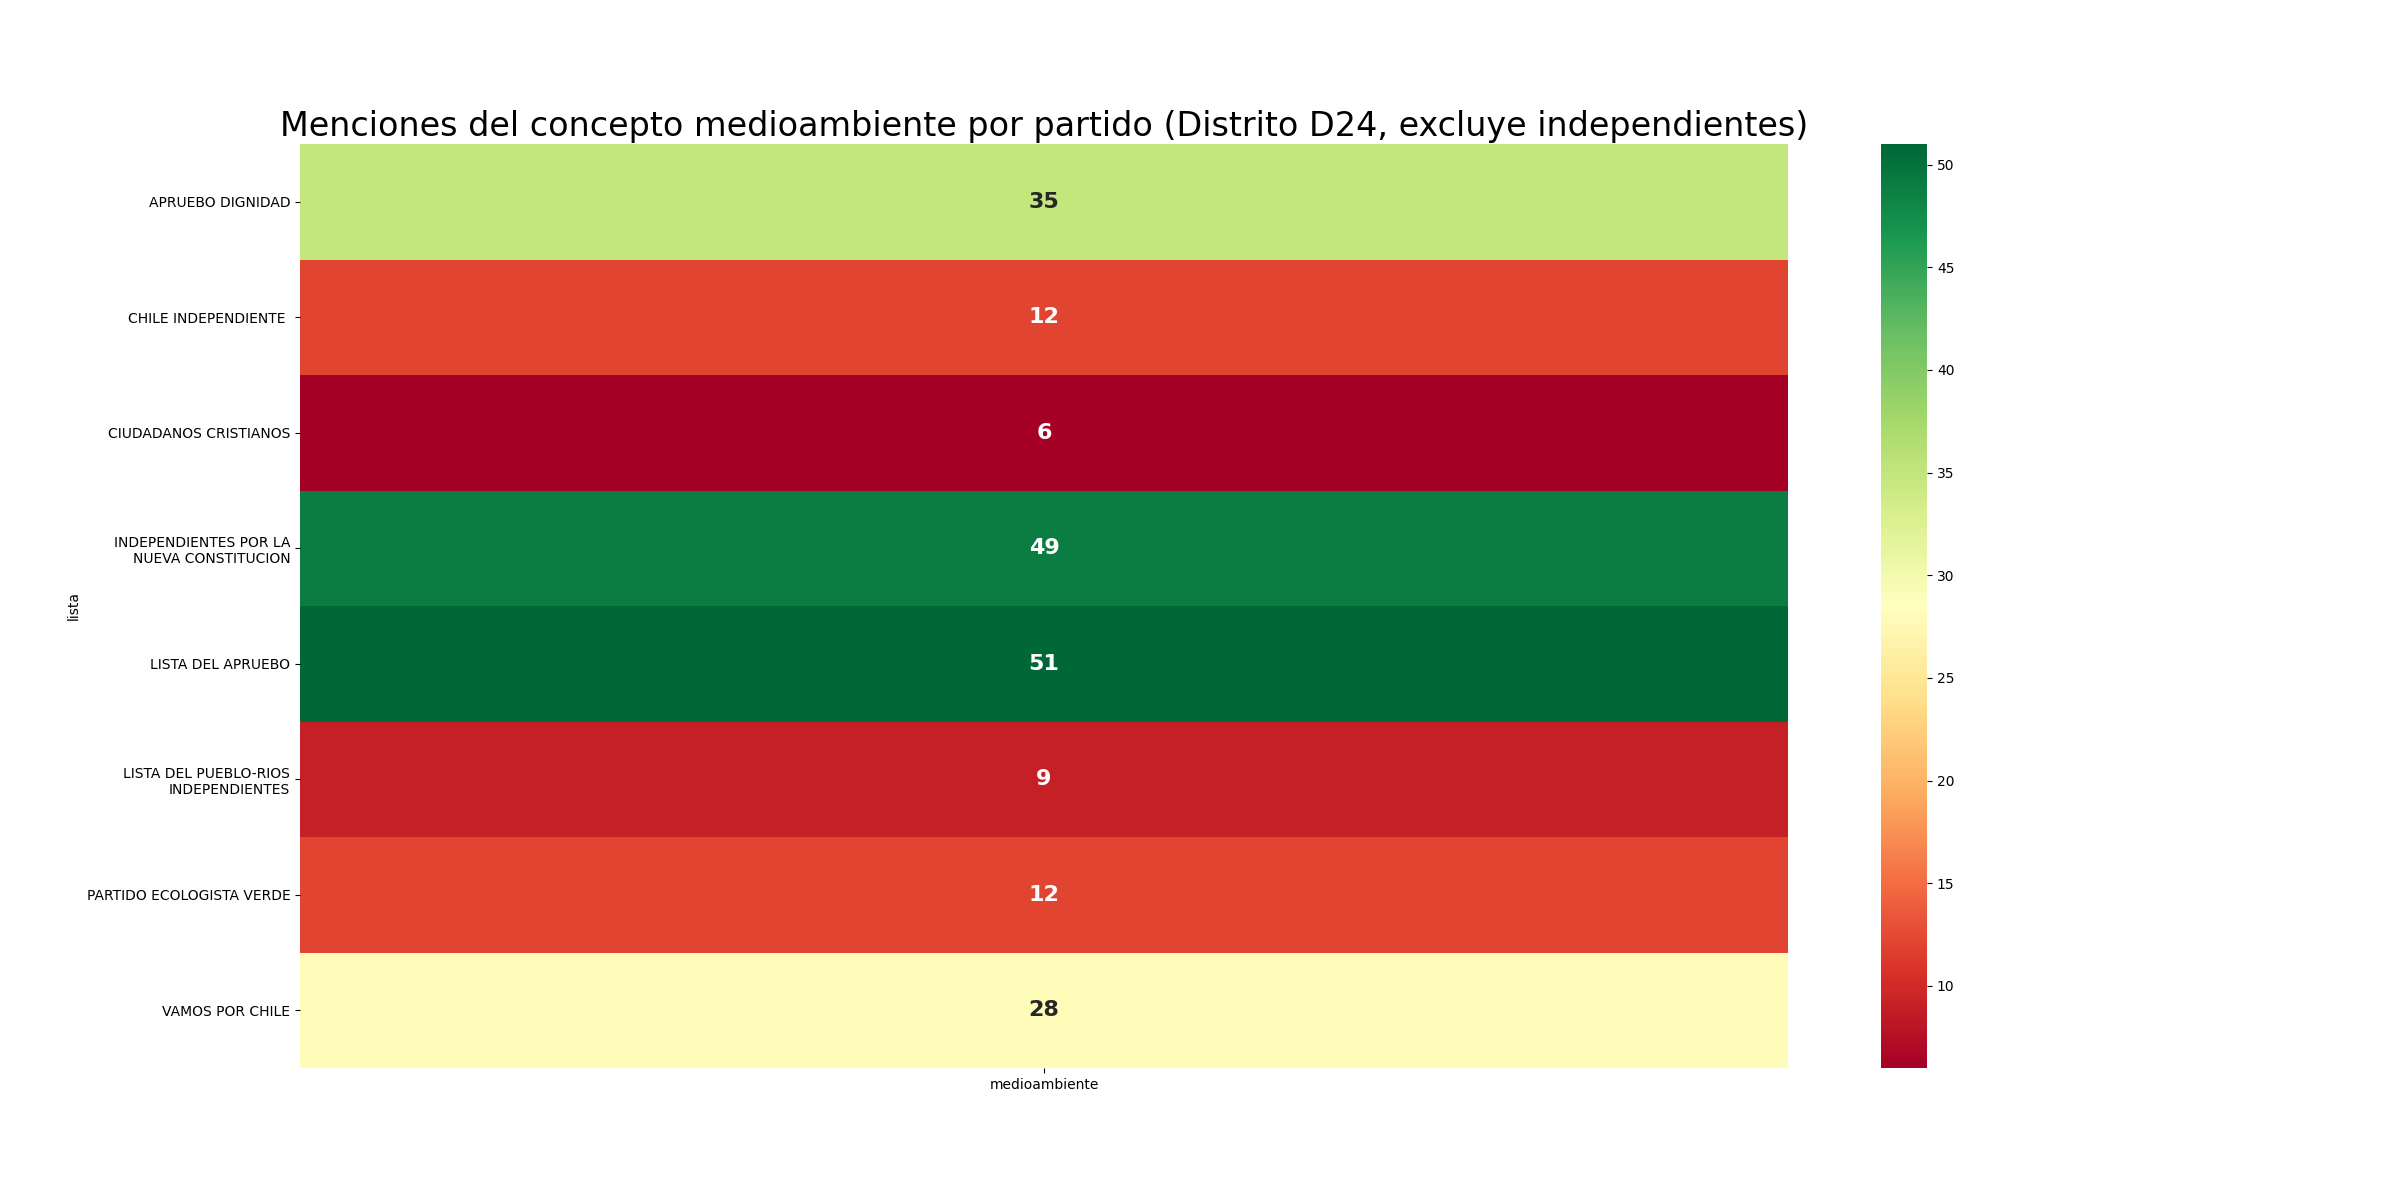 Menciones del concepto medioambiente por partido (Distrito D24, excluye independientes)
APRUEBO DIGNIDAD
35
CHILE INDEPENDIENTE
12
CIUDADANOS CRISTIANOS
6
INDEPENDIENTES POR LA
NUEVA CONSTITUCION
49
LISTA DEL APRUEBO
51
LISTA DEL PUEBLO-RIOS
INDEPENDIENTES
9
PARTIDO ECOLOGISTA VERDE
12
VAMOS POR CHILE
28
lista
medioambiente
50
45
40
35
30
25
20
15
10